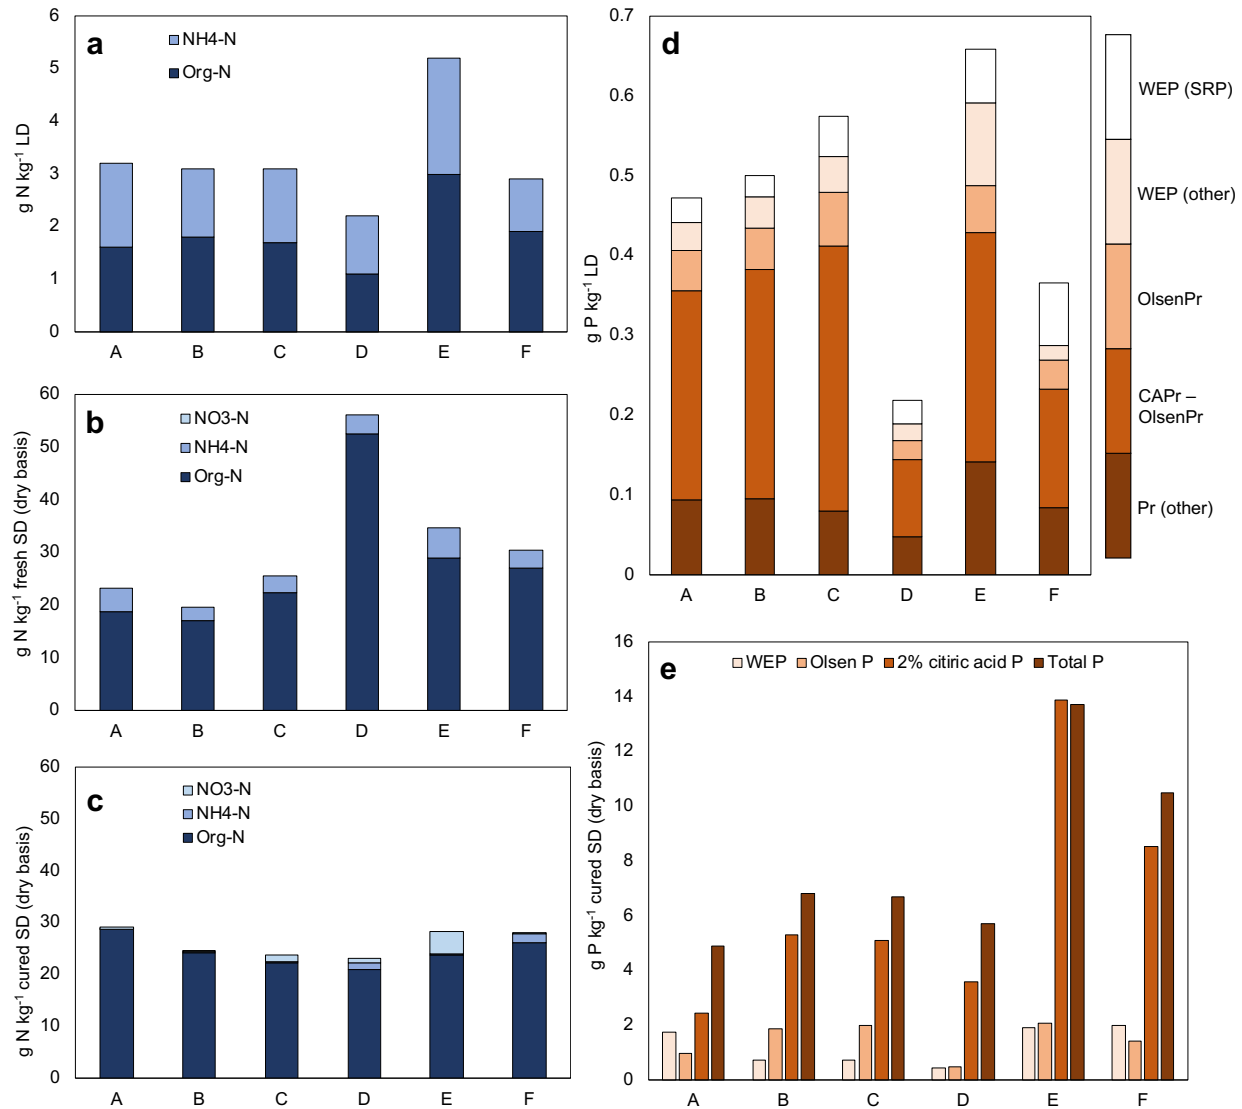 a
NH4-N
Org-N
g N kg⁻¹ LD
6
5
4
3
2
1
0
A B C D E F
b
NO3-N
NH4-N
Org-N
g N kg⁻¹ fresh SD (dry basis)
60
50
40
30
20
10
0
A B C D E F
c
NO3-N
NH4-N
Org-N
g N kg⁻¹ cured SD (dry basis)
60
50
40
30
20
10
0
A B C D E F
d
g P kg⁻¹ LD
0.7
0.6
0.5
0.4
0.3
0.2
0.1
0
A B C D E F
WEP (SRP)
WEP (other)
OlsenPr
CAPr –
OlsenPr
Pr (other)
e
WEP Olsen P 2% citiric acid P Total P
g P kg⁻¹ cured SD (dry basis)
16
14
12
10
8
6
4
2
0
A B C D E F